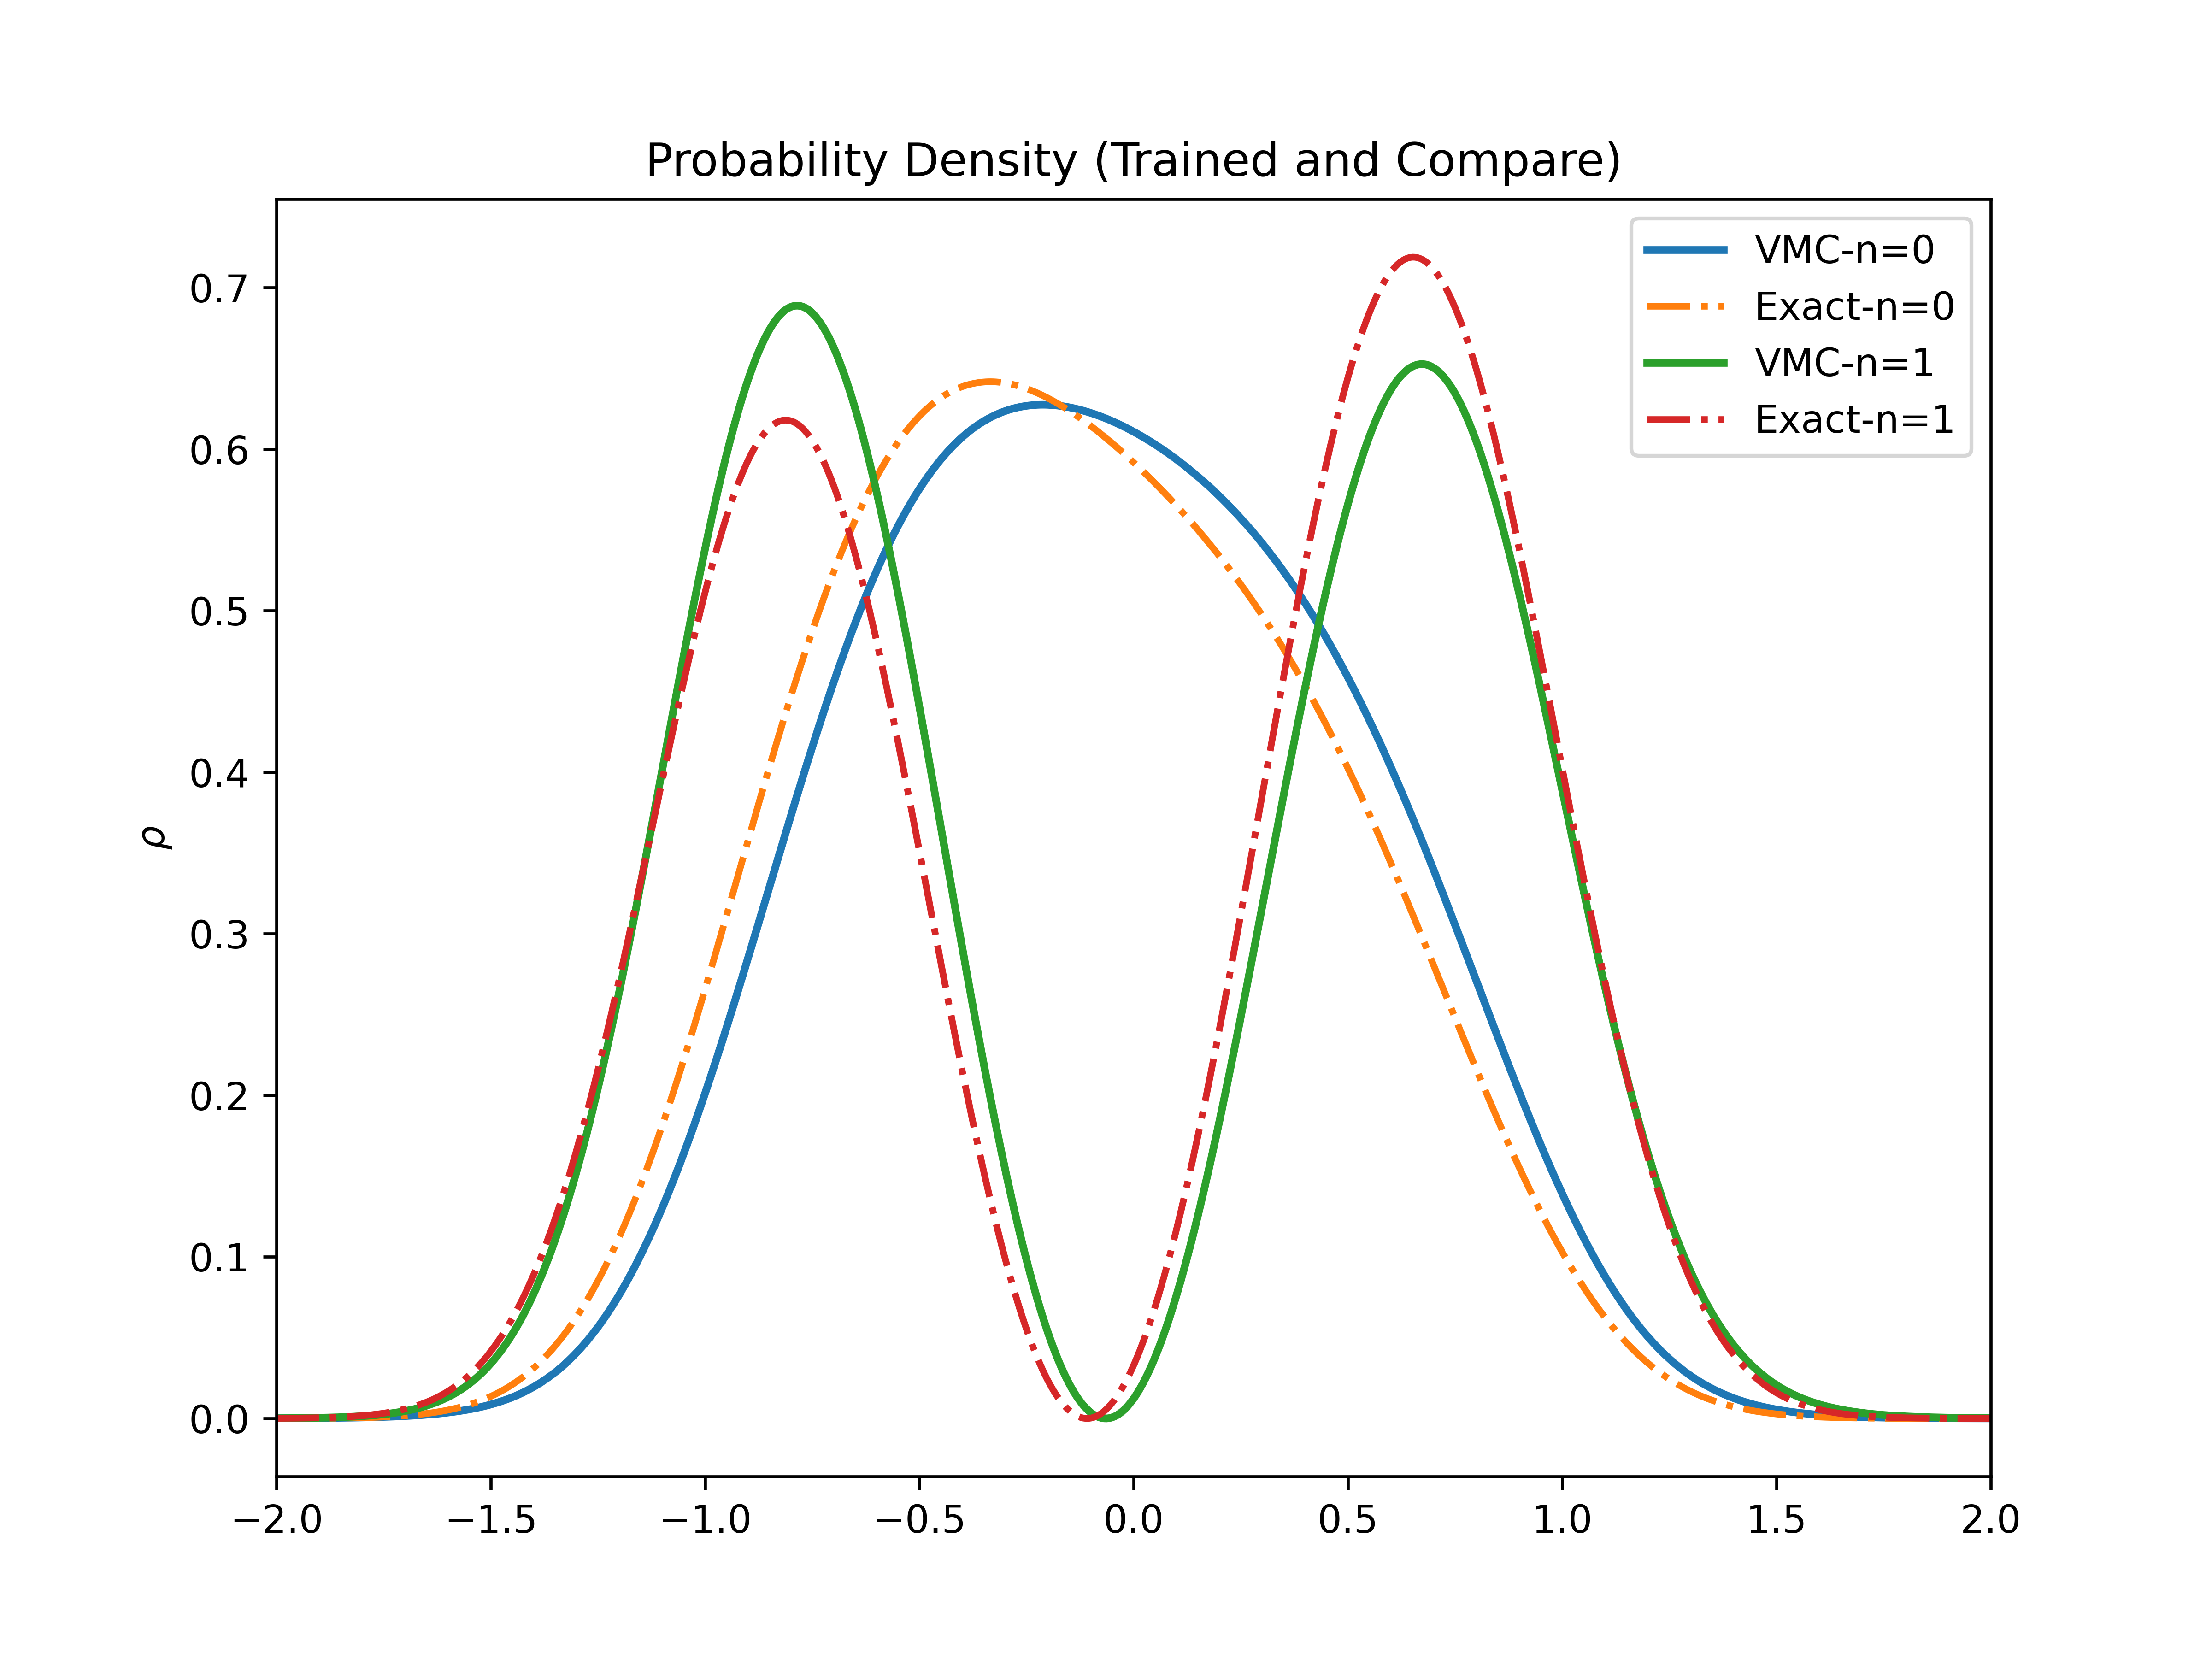 Probability Density (Trained and Compare)
VMC-n=0
Exact-n=0
VMC-n=1
Exact-n=1
0.7
0.6
0.5
0.4
0.3
0.2
0.1
0.0
ρ
−2.0 −1.5 −1.0 −0.5 0.0 0.5 1.0 1.5 2.0